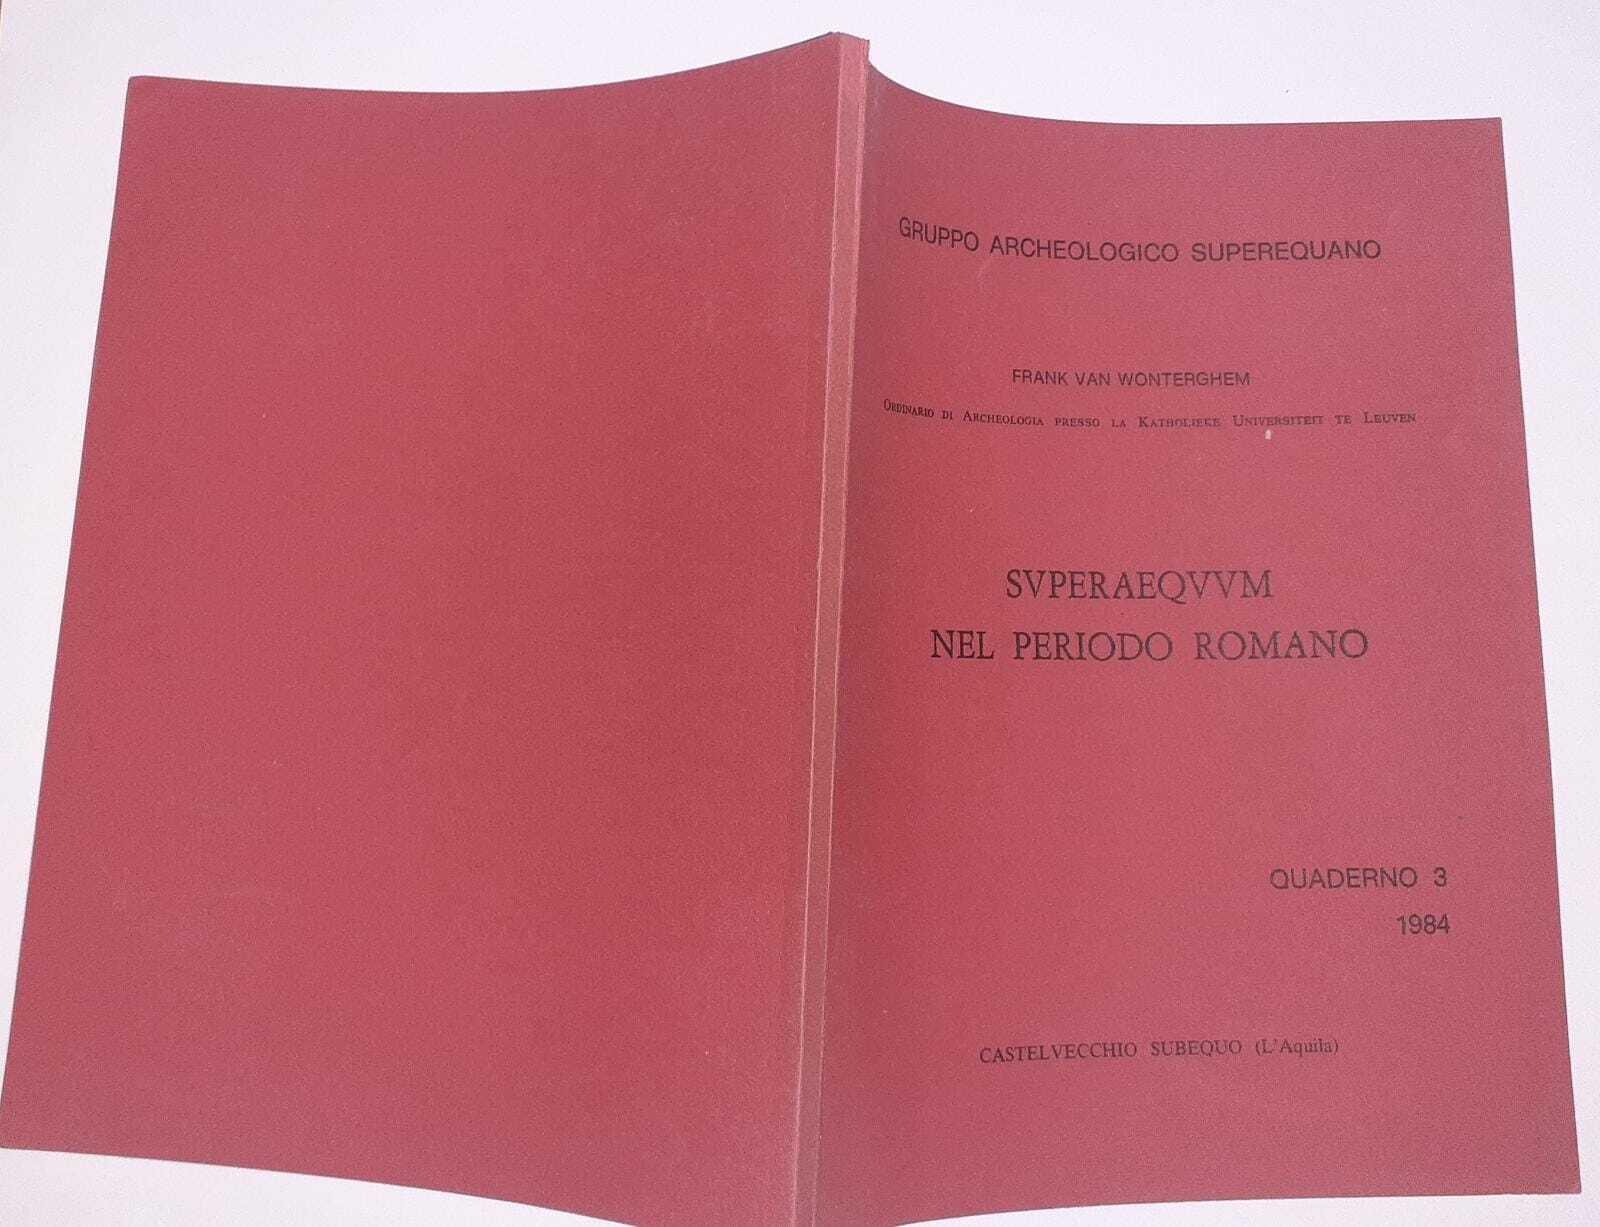 GRUPPO ARCHEOLOGICO SUPEREQUANO
FRANK VAN WONTERGHEM
ORDINARIO DI ARCHEOLOGIA PRESSO LA KATHOLIEKE UNIVERSITEIT TE LEUVEN
SVPERAEQVVM
NEL PERIODO ROMANO
QUADERNO 3
1984
CASTELVECCHIO SUBEQUO (L'Aquila)